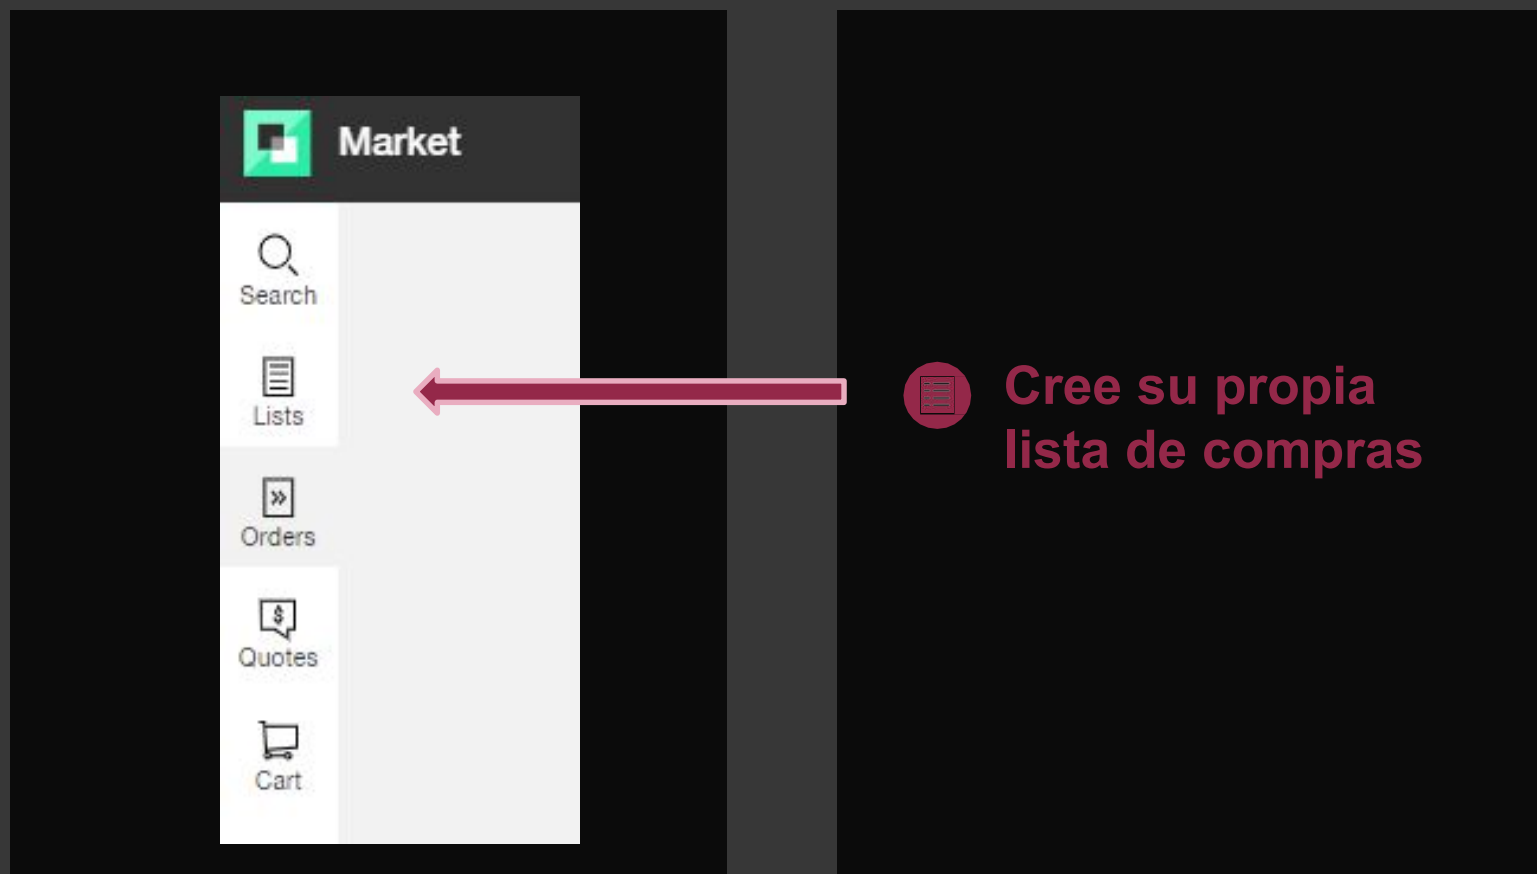 Market
Search
Lists
Orders
Quotes
Cart
Cree su propia
lista de compras